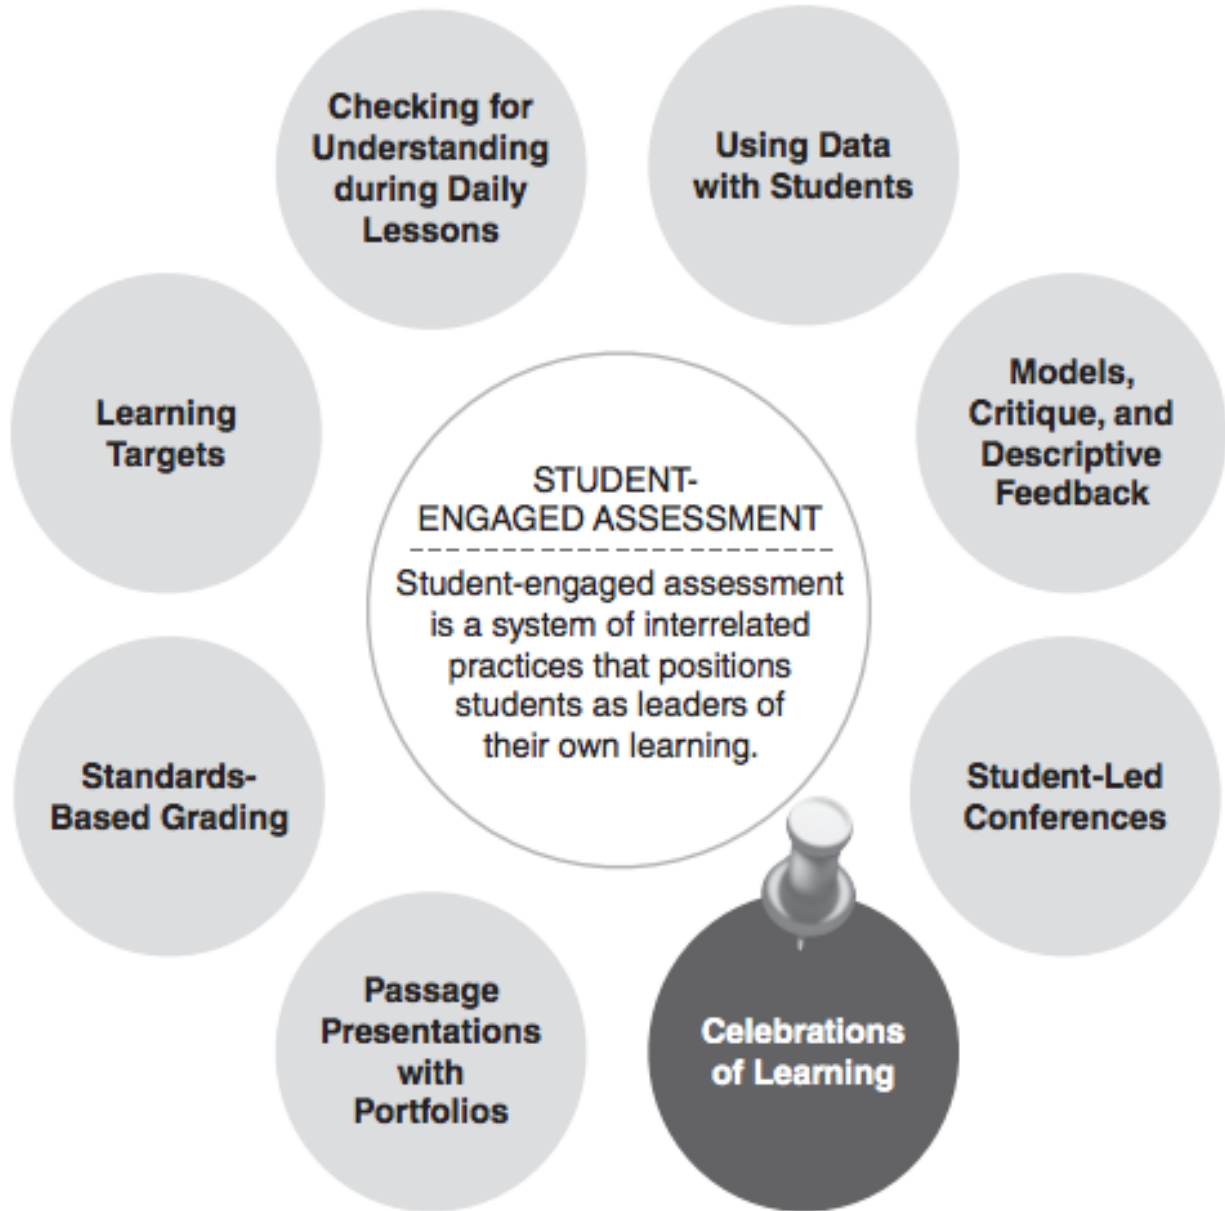 Checking for
Understanding
during Daily
Lessons
Using Data
with Students
Learning
Targets
Models,
Critique, and
Descriptive
Feedback
STUDENT-
ENGAGED ASSESSMENT
Student-engaged assessment
is a system of interrelated
practices that positions
students as leaders of
their own learning.
Standards-
Based Grading
Student-Led
Conferences
Passage
Presentations
with
Portfolios
Celebrations
of Learning